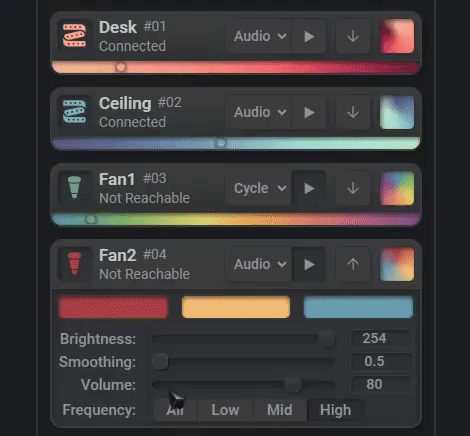 Desk #01
Connected
Audio
Ceiling #02
Connected
Audio
Fan1 #03
Not Reachable
Cycle
Fan2 #04
Not Reachable
Audio
Brightness: 254
Smoothing: 0.5
Volume: 80
Frequency: All Low Mid High